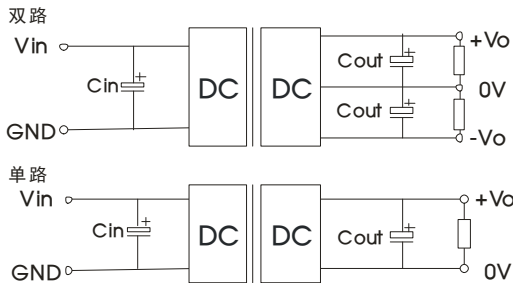 双路
Vin
+Vo
Cout
Cin
DC
DC
0V
Cout
GND
-Vo
单路
Vin
+Vo
Cin
DC
DC
Cout
GND
0V